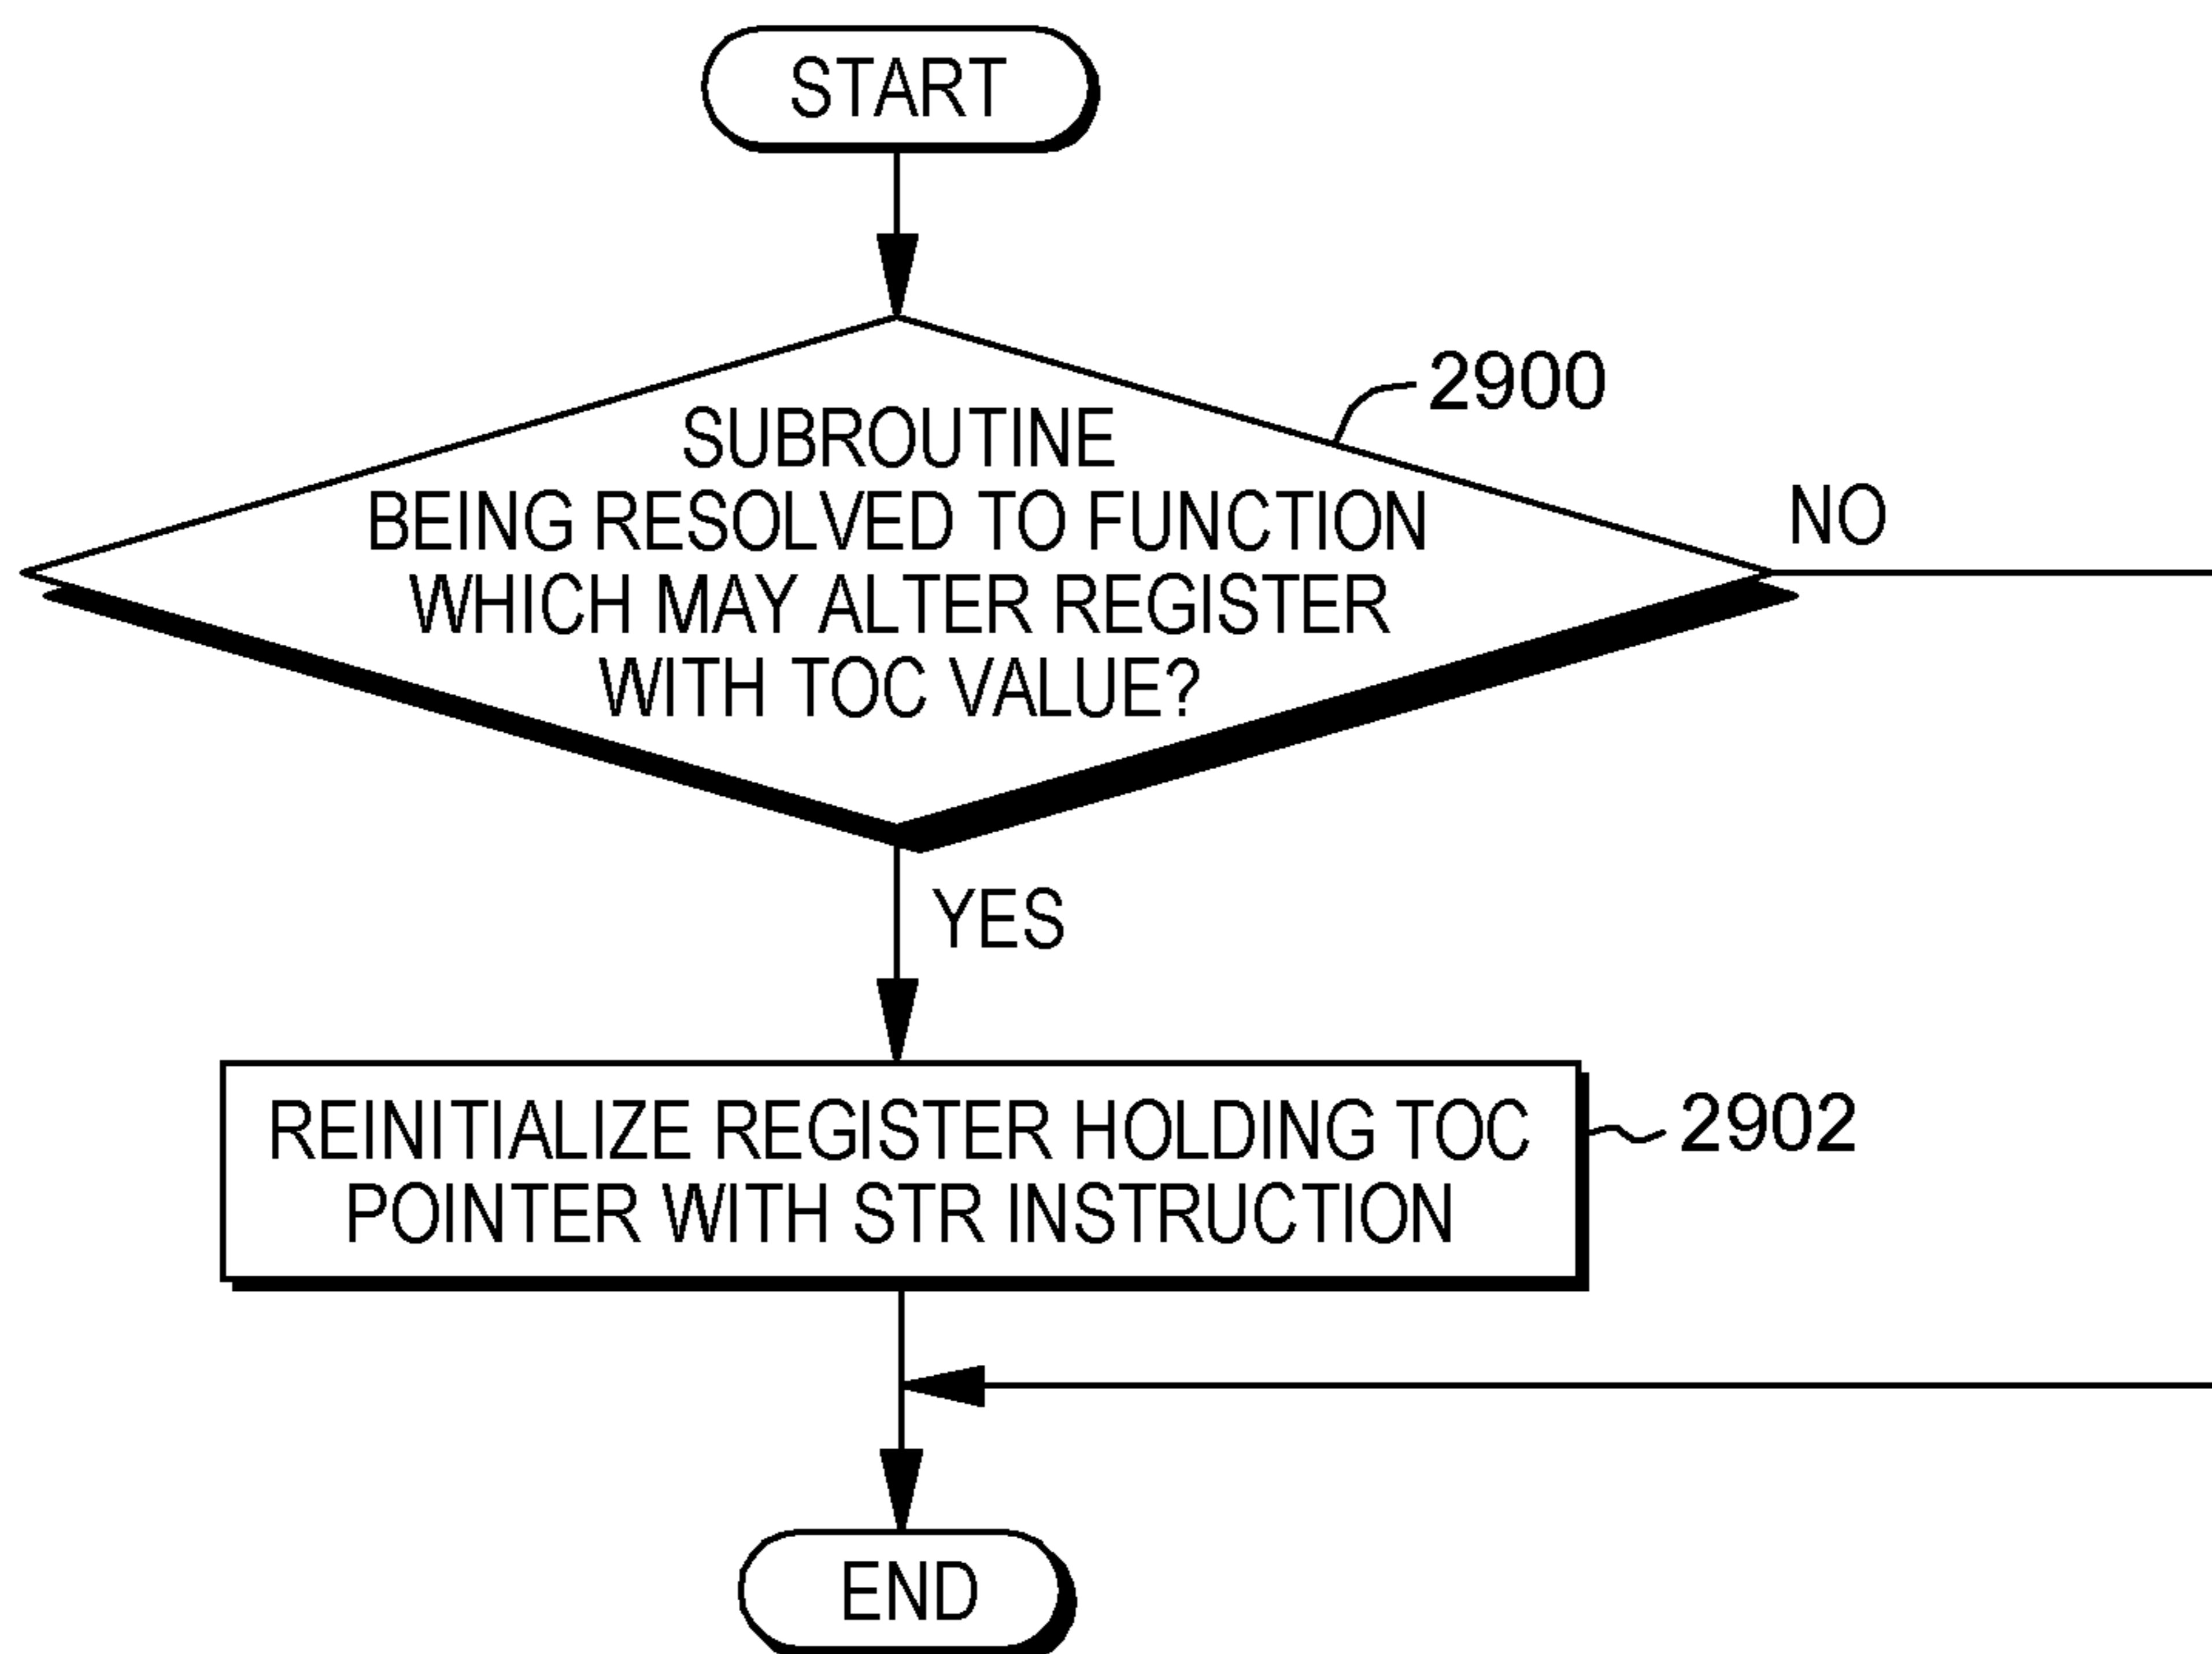 START
2900
SUBROUTINE
BEING RESOLVED TO FUNCTION
WHICH MAY ALTER REGISTER
WITH TOC VALUE?
NO
YES
REINITIALIZE REGISTER HOLDING TOC
POINTER WITH STR INSTRUCTION
2902
END